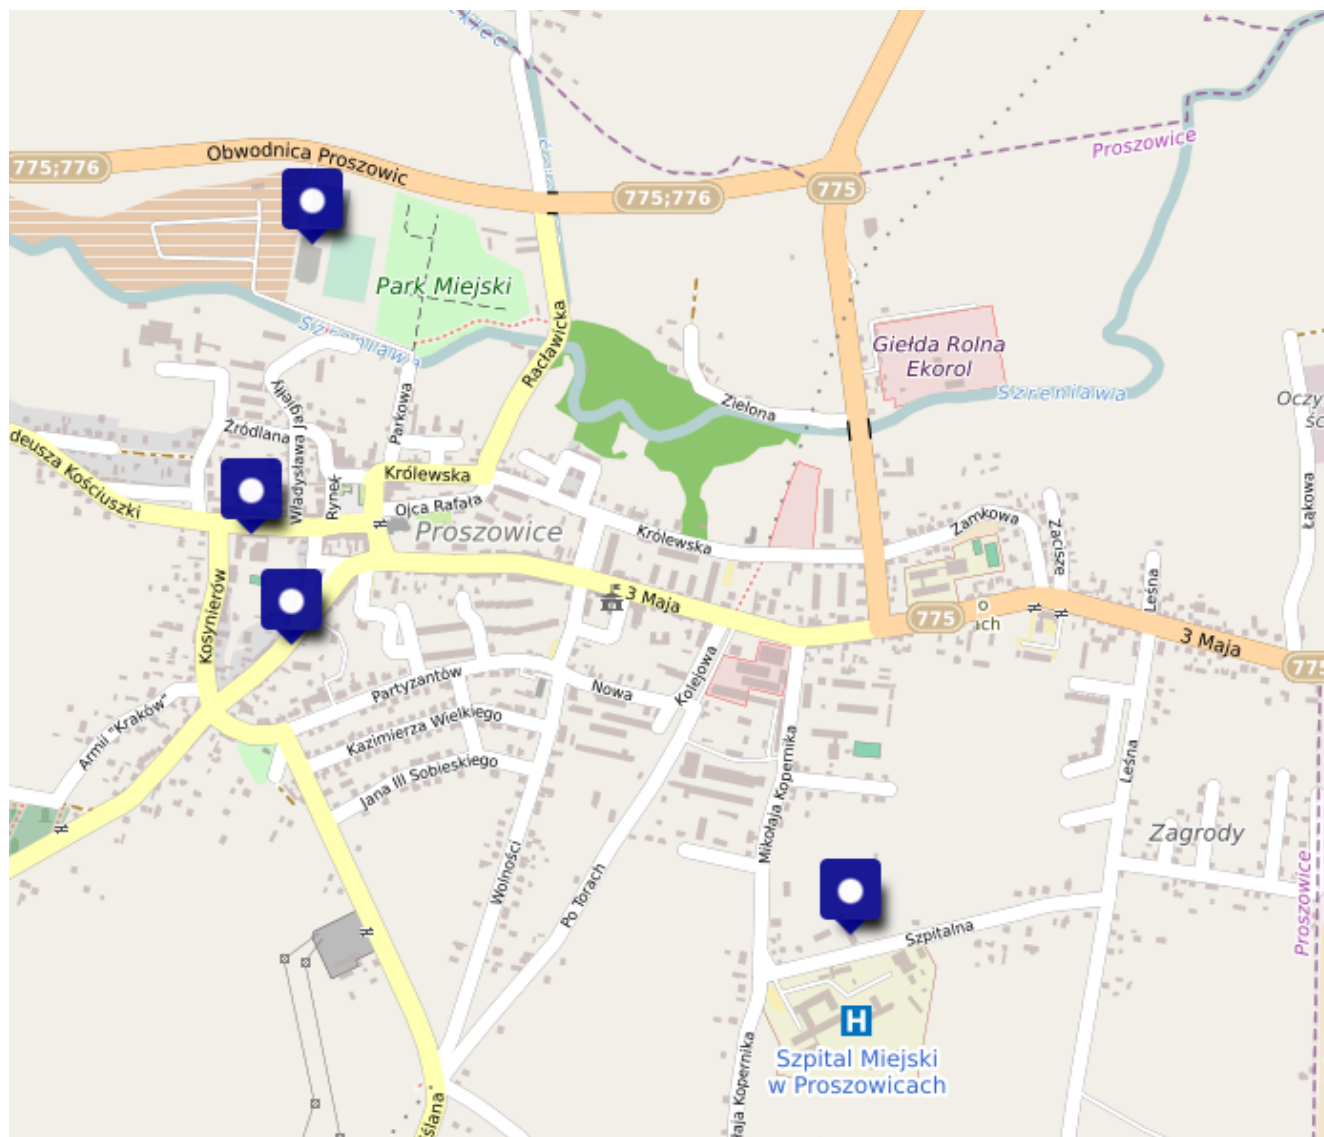 Obwodnica Proszowic
775;776
775;776
775
Proszowice
Park Miejski
Szreniawa
Racławicka
Giełda Rolna
Ekorol
Szreniawa
Zielona
Parkowa
Źródlana
Władysława Jagiełły
Rynek
Królewska
Ojca Rafała
Proszowice
Królewska
Zamkowa
Zacisze
Łąkowa
Leśna
Kościuszki
Kosynierów
3 Maja
775
3 Maja
775
Kolejowa
Nowa
Partyzantów
Kazimierza Wielkiego
Jana III Sobieskiego
Armii "Kraków"
Mikołaja Kopernika
Leśna
Zagrody
Wolności
Po Torach
Szpitalna
Proszowice
H
Szpital Miejski
w Proszowicach
Kopernika